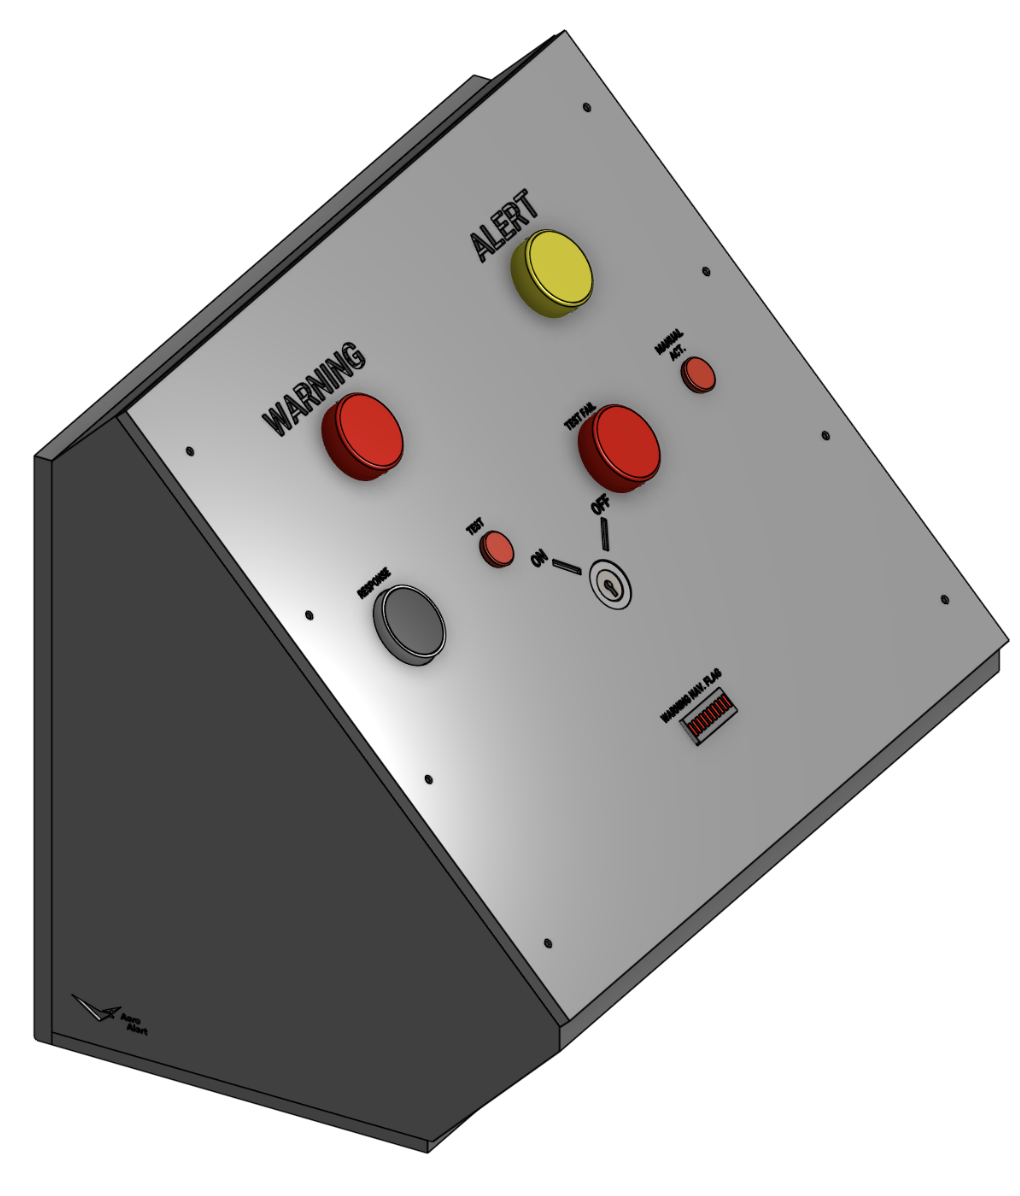 ALERT
WARNING
MANUAL
ACT.
TEST FAIL
OFF
TEST
ON
RESPONSE
WARNING NAV. FLAG
Aero
Alert